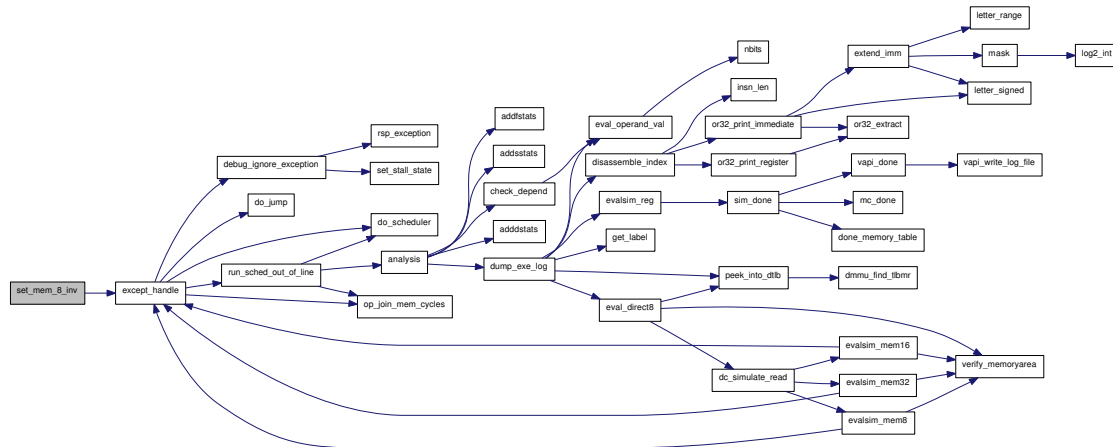 letter_range
nbits
extend_imm
mask
log2_int
insn_len
letter_signed
addfstats
eval_operand_val
or32_print_immediate
or32_extract
rsp_exception
addsstats
disassemble_index
or32_print_register
vapi_done
vapi_write_log_file
debug_ignore_exception
set_stall_state
check_depend
evalsim_reg
sim_done
mc_done
do_jump
do_scheduler
adddstats
get_label
done_memory_table
analysis
dump_exe_log
run_sched_out_of_line
peek_into_dtlb
dmmu_find_tlbmr
set_mem_8_inv
except_handle
op_join_mem_cycles
eval_direct8
evalsim_mem16
verify_memoryarea
dc_simulate_read
evalsim_mem32
evalsim_mem8